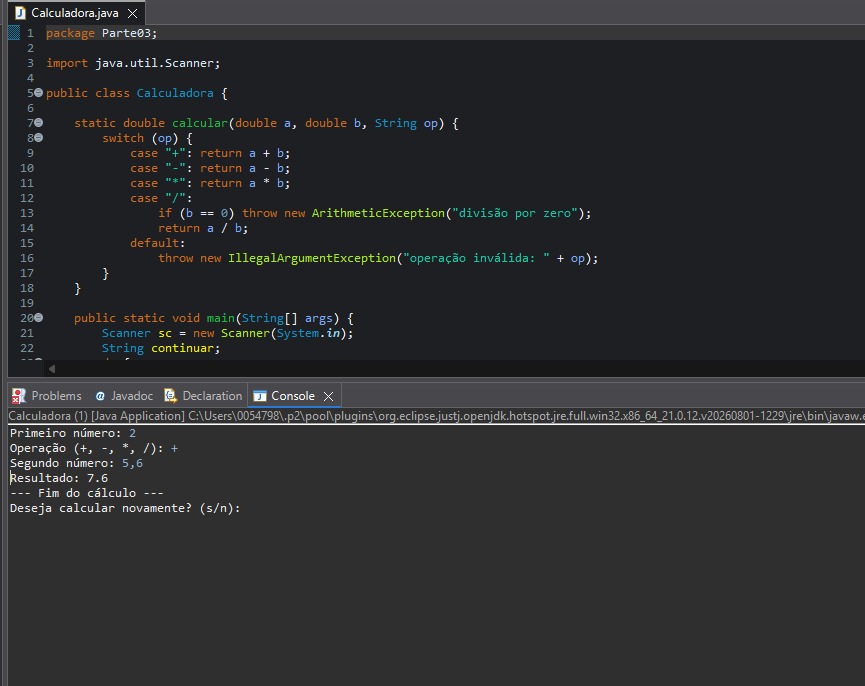 Calculadora.java
1 package Parte03;
2
3 import java.util.Scanner;
4
5 public class Calculadora {
6
7     static double calcular(double a, double b, String op) {
8         switch (op) {
9             case "+": return a + b;
10             case "-": return a - b;
11             case "*": return a * b;
12             case "/":
13                 if (b == 0) throw new ArithmeticException("divisão por zero");
14                 return a / b;
15             default:
16                 throw new IllegalArgumentException("operação inválida: " + op);
17         }
18     }
19
20     public static void main(String[] args) {
21         Scanner sc = new Scanner(System.in);
22         String continuar;
Problems @ Javadoc Declaration Console
Calculadora (1) [Java Application] C:\Users\0054798\.p2\pool\plugins\org.eclipse.justj.openjdk.hotspot.jre.full.win32.x86_64_21.0.12.v20260801-1229\jre\bin\javaw.e
Primeiro número: 2
Operação (+, -, *, /): +
Segundo número: 5,6
Resultado: 7.6
--- Fim do cálculo ---
Deseja calcular novamente? (s/n):